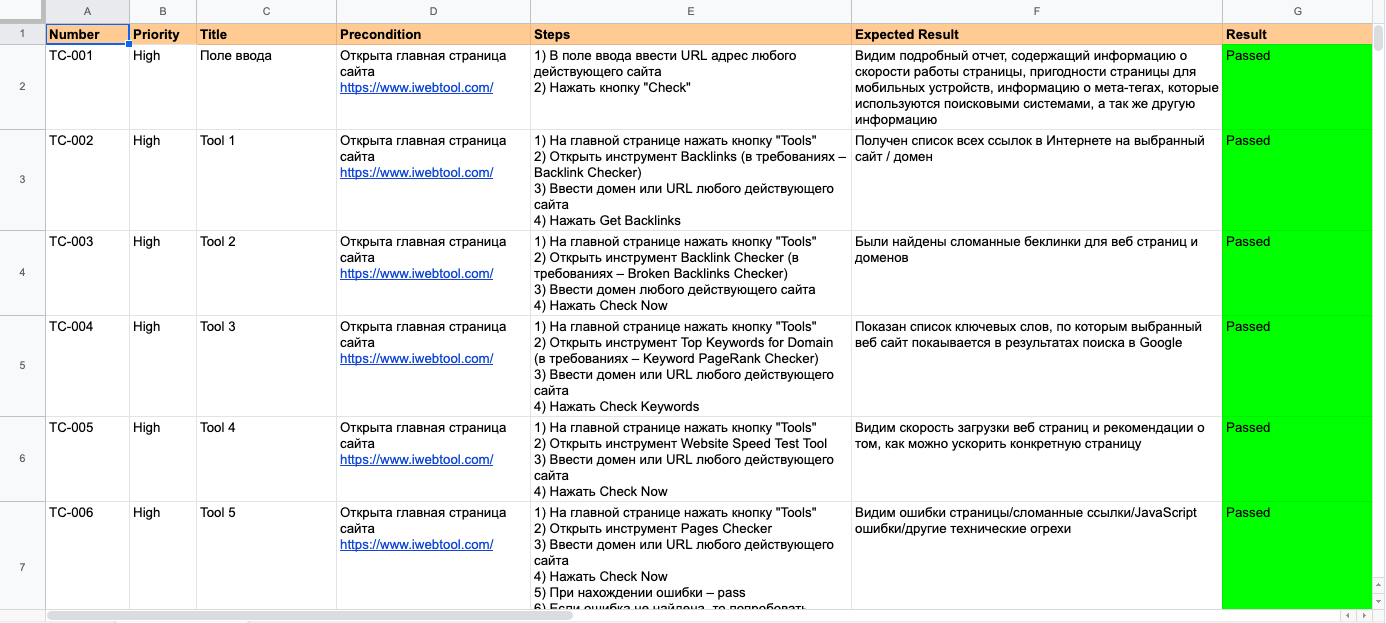 A B C D E F G
1 Number Priority Title Precondition Steps Expected Result Result
2 TC-001 High Поле ввода
Открыта главная страница
сайта
https://www.iwebtool.com/
1) В поле ввода ввести URL адрес любого
действующего сайта
2) Нажать кнопку "Check"
Видим подробный отчет, содержащий информацию о
скорости работы страницы, пригодности страницы для
мобильных устройств, информацию о мета-тегах, которые
используются поисковыми системами, а так же другую
информацию
Passed
3 TC-002 High Tool 1
Открыта главная страница
сайта
https://www.iwebtool.com/
1) На главной странице нажать кнопку "Tools"
2) Открыть инструмент Backlinks (в требованиях –
Backlink Checker)
3) Ввести домен или URL любого действующего
сайта
4) Нажать Get Backlinks
Получен список всех ссылок в Интернете на выбранный
сайт / домен
Passed
4 TC-003 High Tool 2
Открыта главная страница
сайта
https://www.iwebtool.com/
1) На главной странице нажать кнопку "Tools"
2) Открыть инструмент Backlink Checker (в
требованиях – Broken Backlinks Checker)
3) Ввести домен любого действующего сайта
4) Нажать Check Now
Были найдены сломанные беклинки для веб страниц и
доменов
Passed
5 TC-004 High Tool 3
Открыта главная страница
сайта
https://www.iwebtool.com/
1) На главной странице нажать кнопку "Tools"
2) Открыть инструмент Top Keywords for Domain
(в требованиях – Keyword PageRank Checker)
3) Ввести домен или URL любого действующего
сайта
4) Нажать Check Keywords
Показан список ключевых слов, по которым выбранный
веб сайт покаывается в результатах поиска в Google
Passed
6 TC-005 High Tool 4
Открыта главная страница
сайта
https://www.iwebtool.com/
1) На главной странице нажать кнопку "Tools"
2) Открыть инструмент Website Speed Test Tool
3) Ввести домен или URL любого действующего
сайта
4) Нажать Check Now
Видим скорость загрузки веб страниц и рекомендации о
том, как можно ускорить конкретную страницу
Passed
7 TC-006 High Tool 5
Открыта главная страница
сайта
https://www.iwebtool.com/
1) На главной странице нажать кнопку "Tools"
2) Открыть инструмент Pages Checker
3) Ввести домен или URL любого действующего
сайта
4) Нажать Check Now
5) При нахождении ошибки – pass
6) Если ошибка не найдена, то попробовать
Видим ошибки страницы/сломанные ссылки/JavaScript
ошибки/другие технические огрехи
Passed